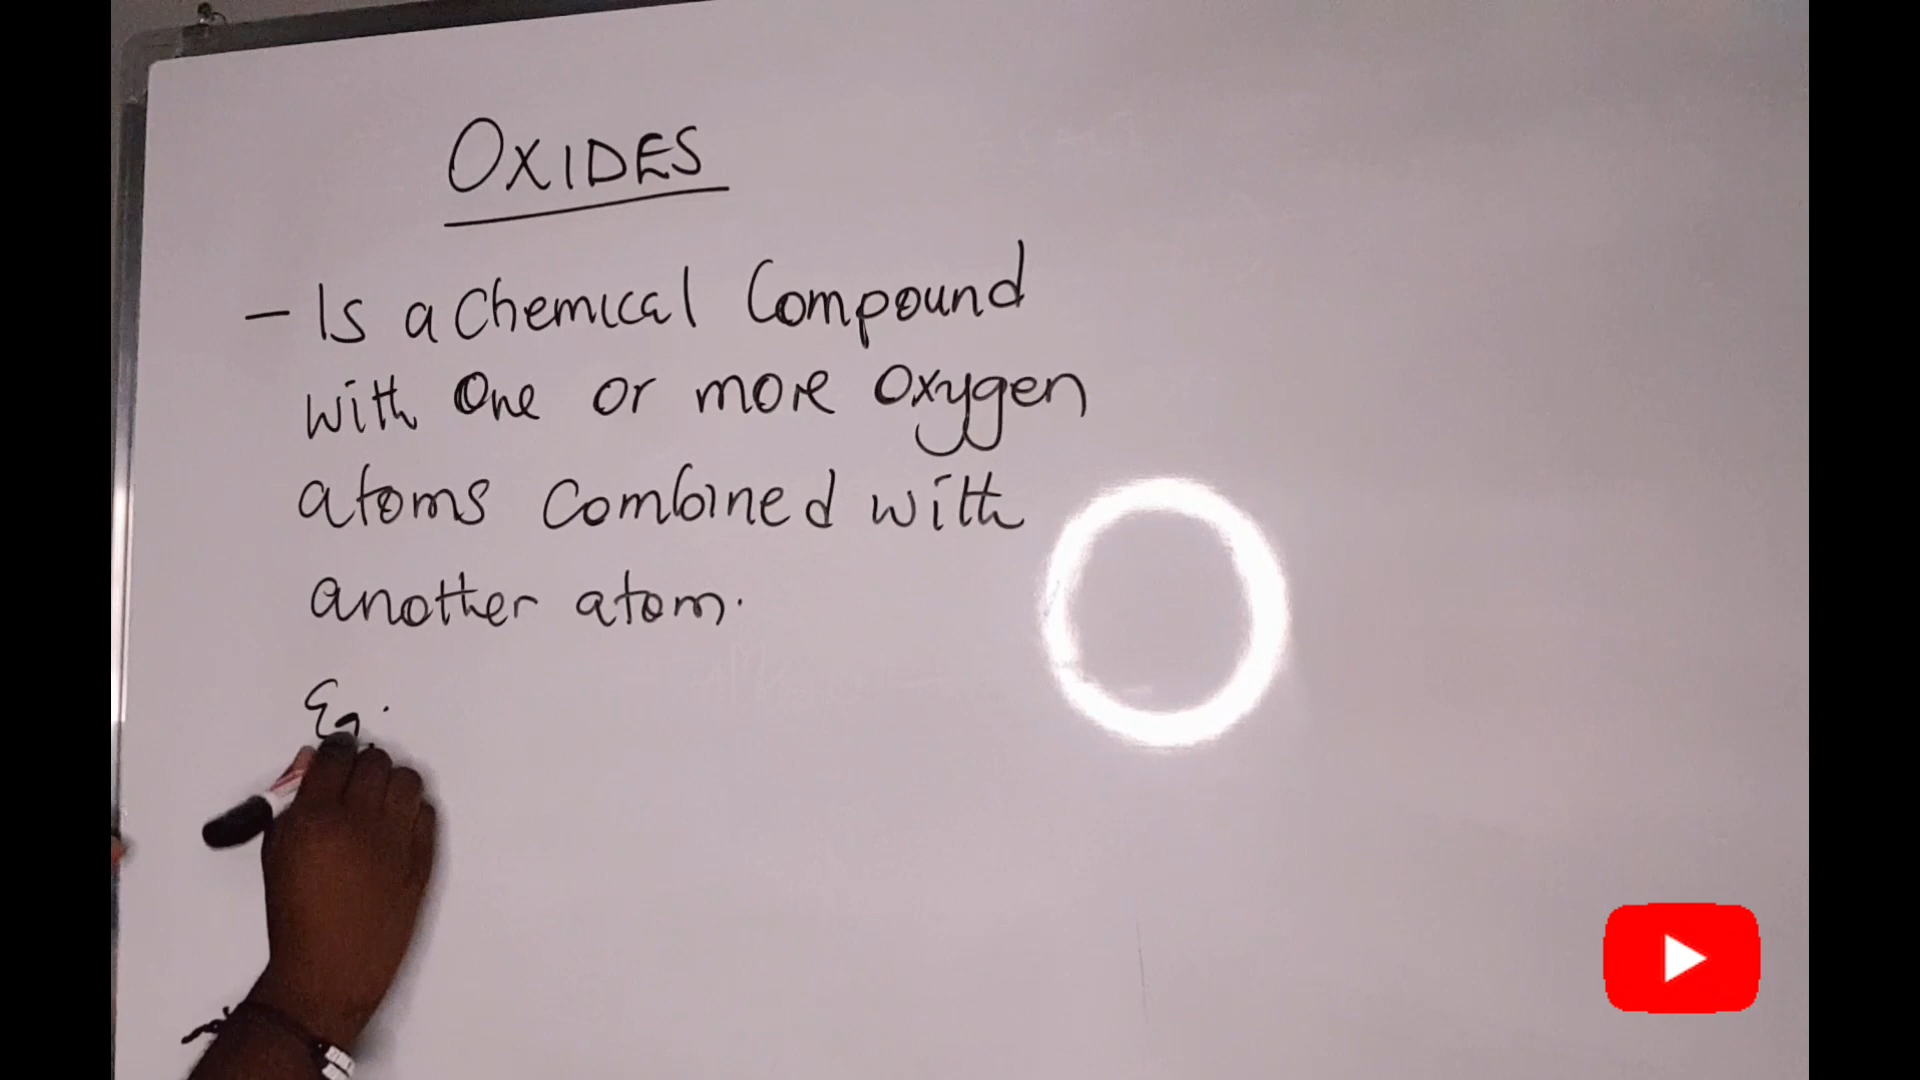 OXIDES
- Is a Chemical Compound
with One or more Oxygen
atoms combined with
another atom.
Eg.